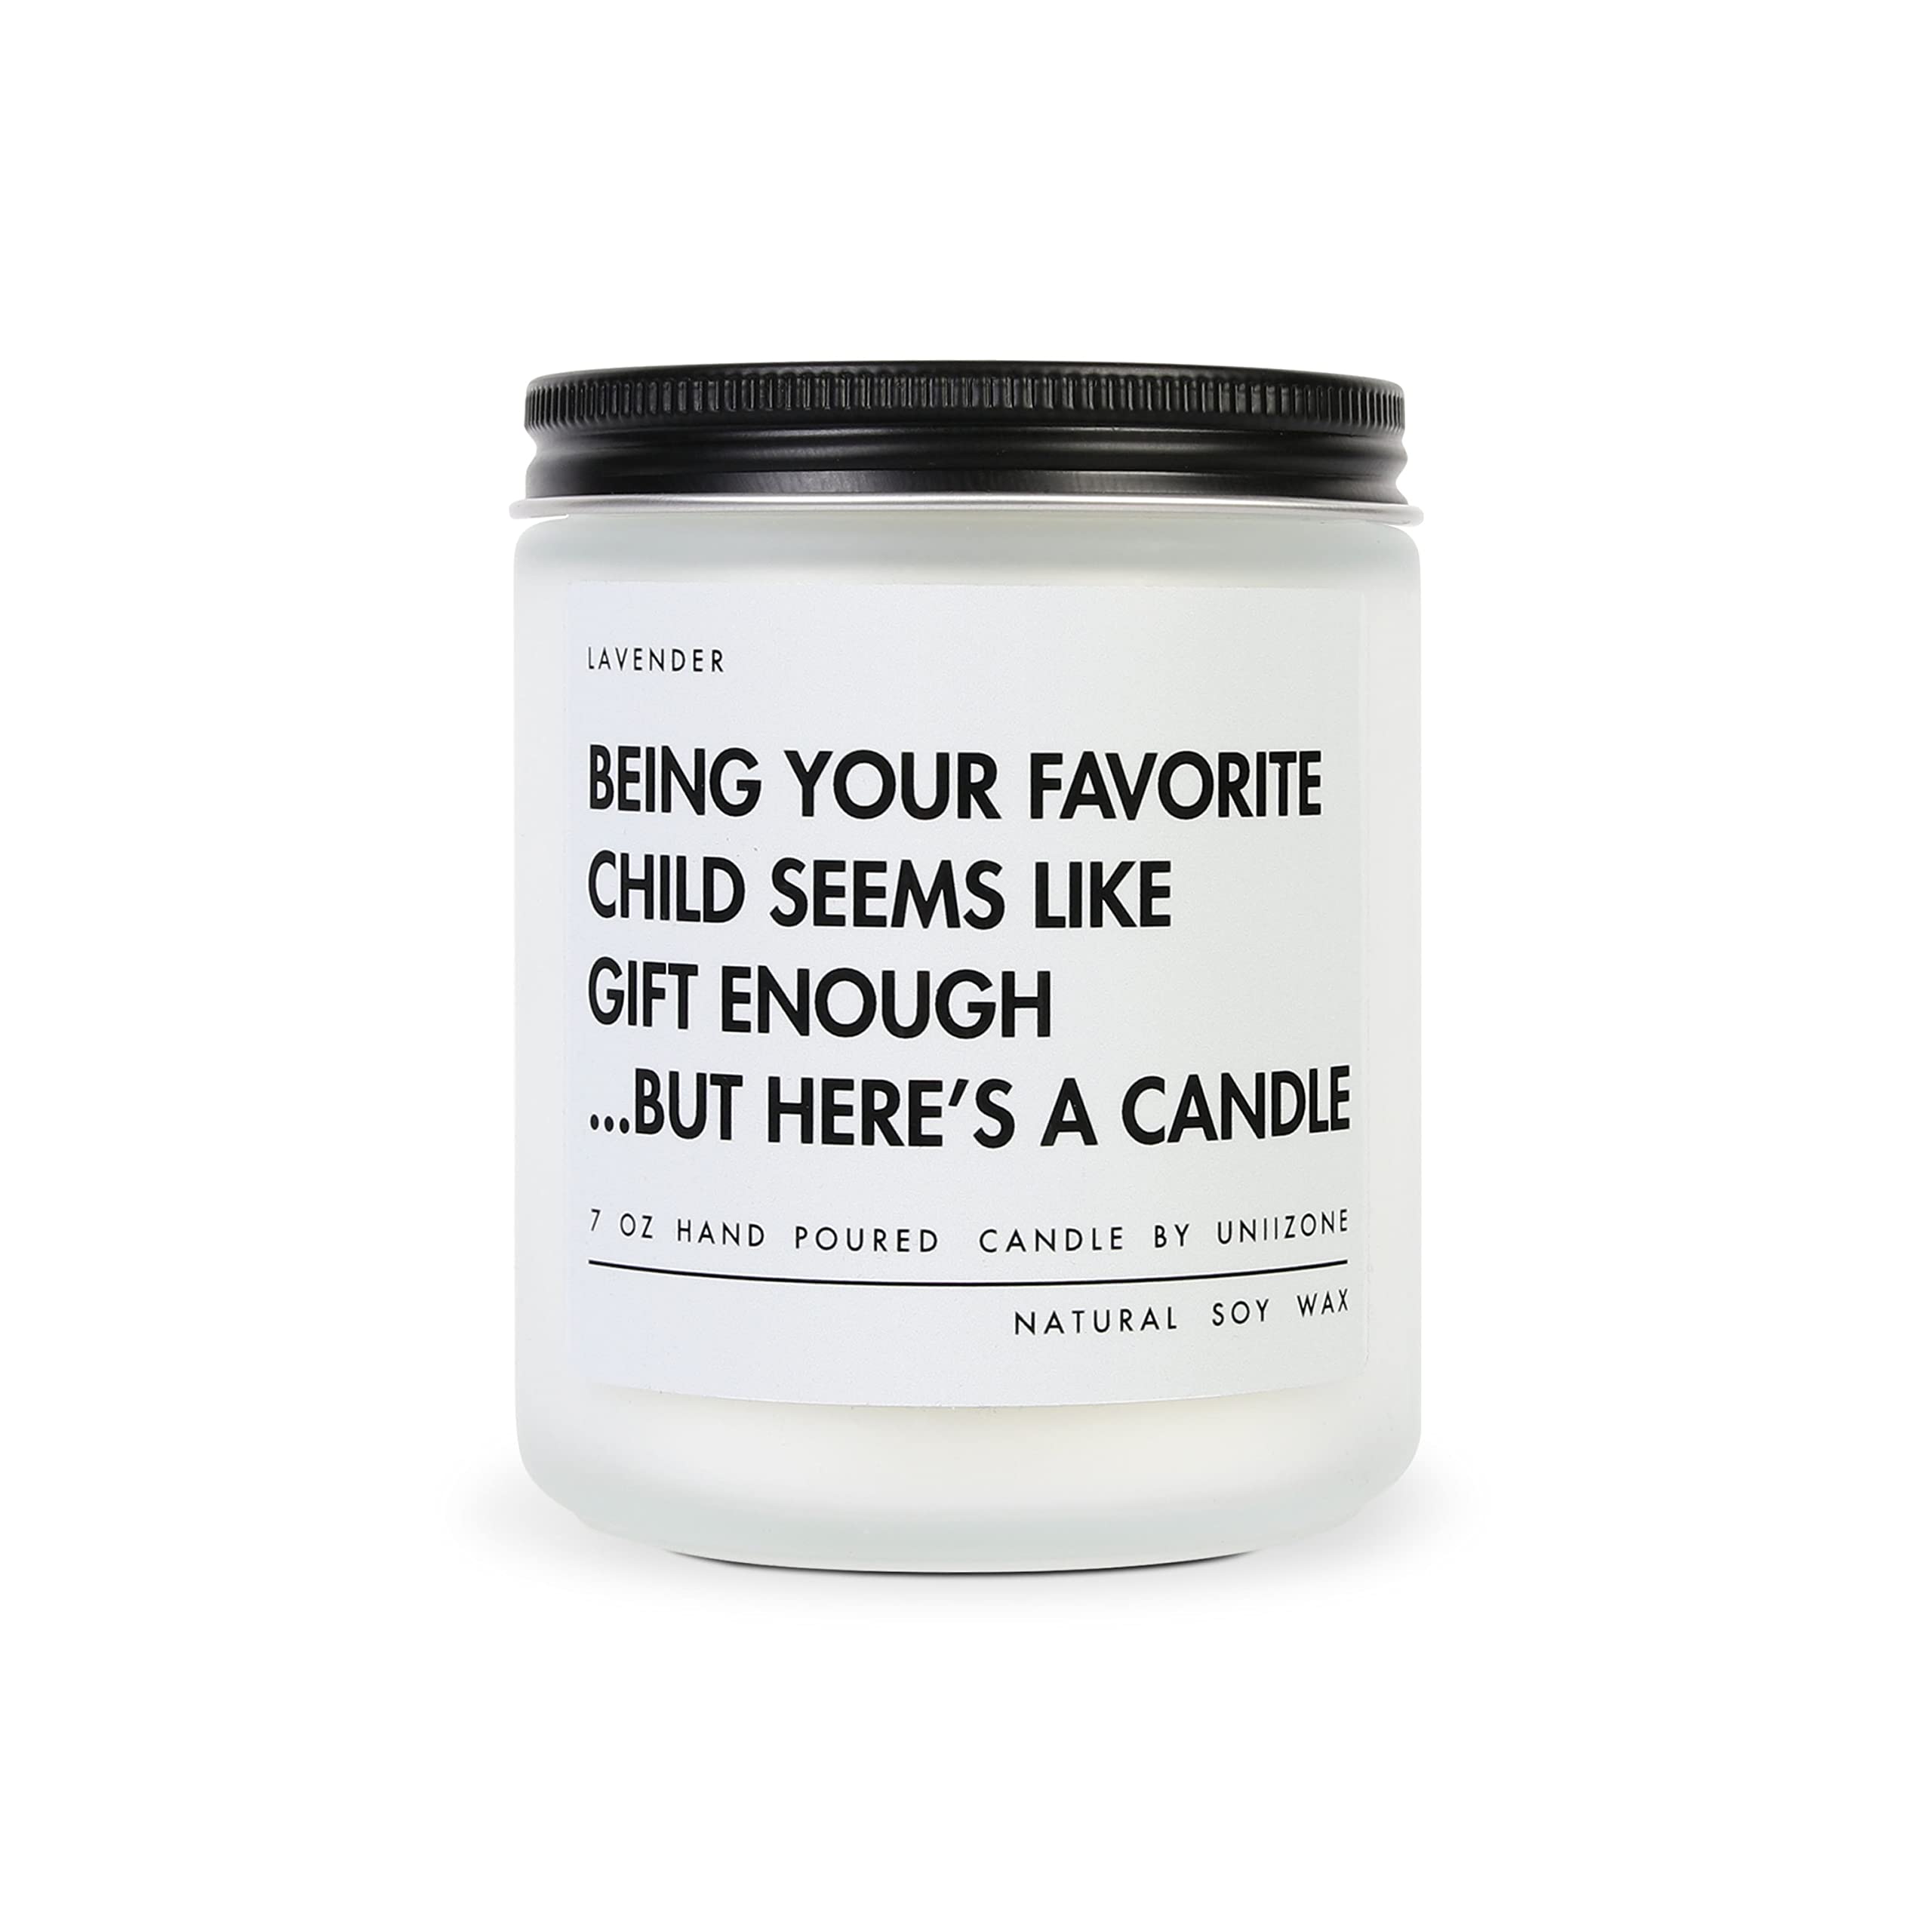 LAVENDER
BEING YOUR FAVORITE
CHILD SEEMS LIKE
GIFT ENOUGH
...BUT HERE'S A CANDLE
7 OZ HAND POURED CANDLE BY UNIIZONE
NATURAL SOY WAX